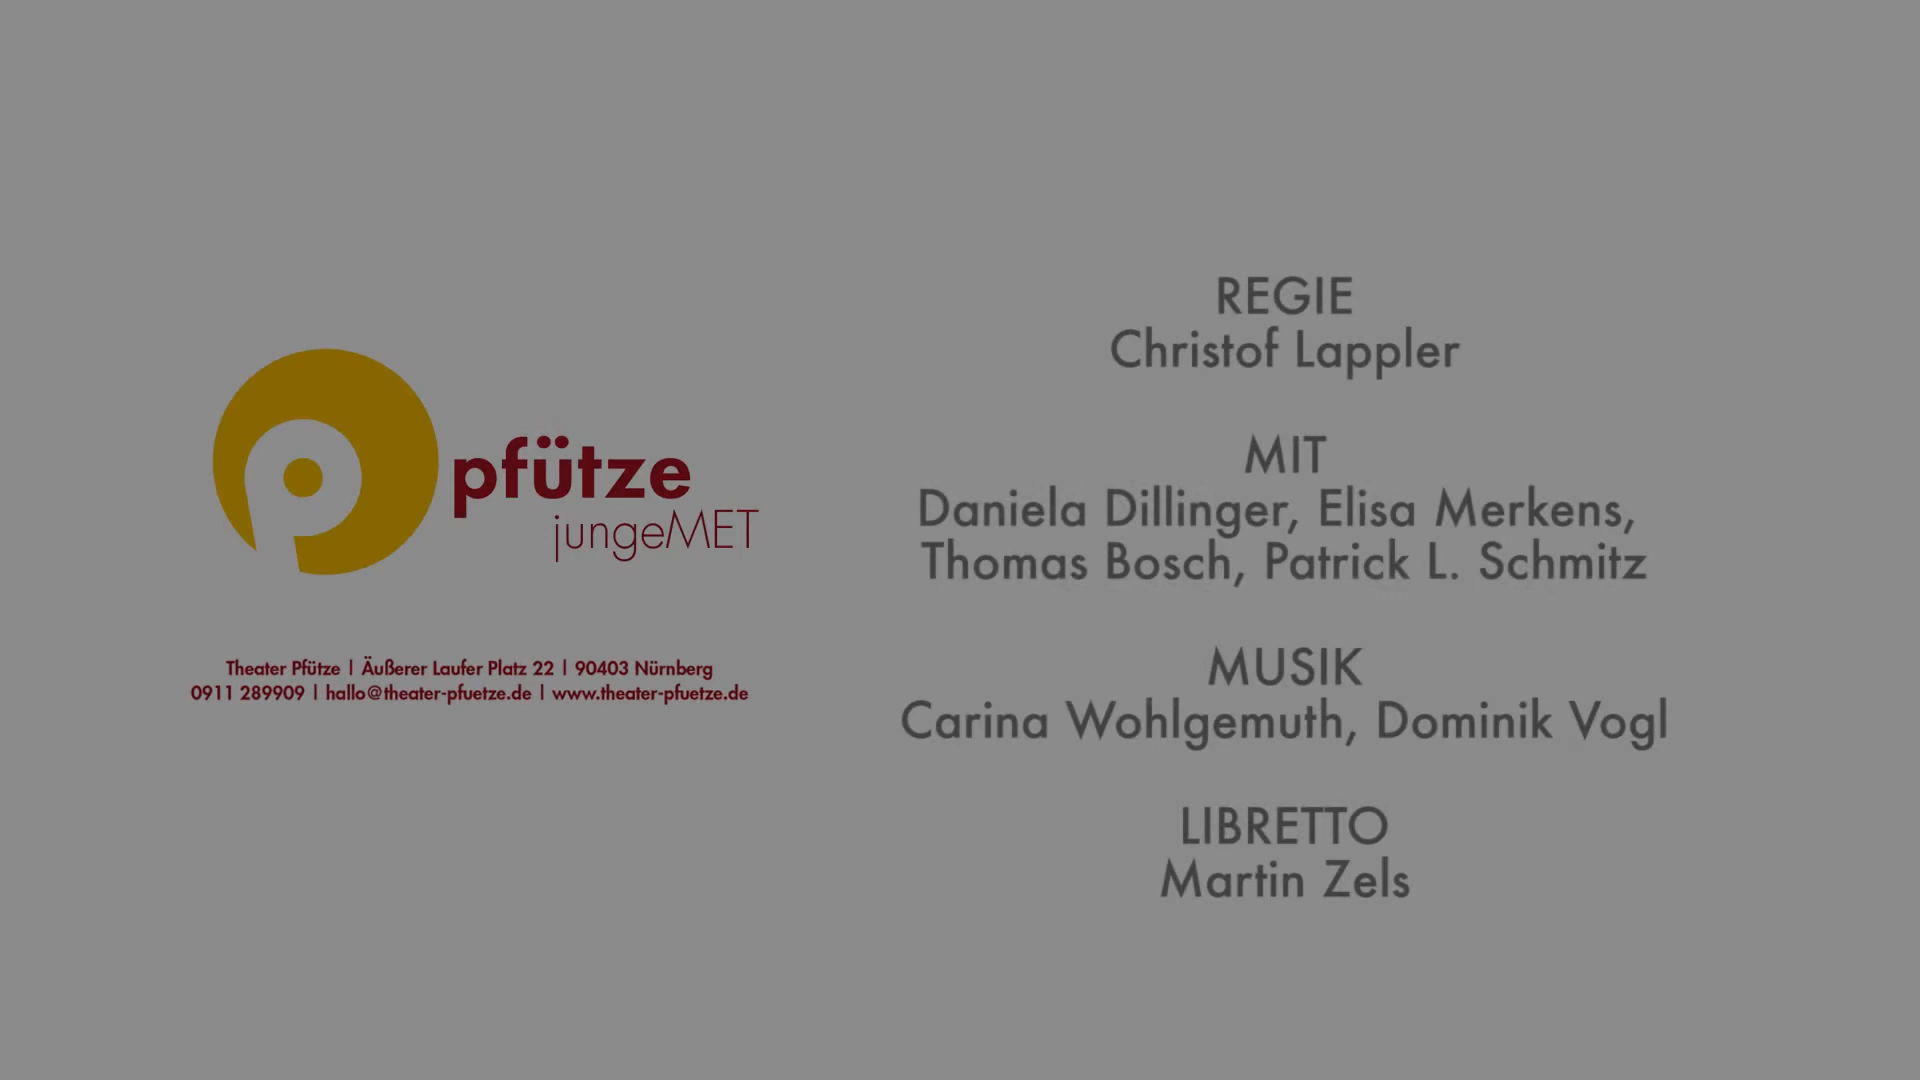 pfütze
jungeMET
Theater Pfütze | Äußerer Laufer Platz 22 | 90403 Nürnberg
0911 289909 | hallo@theater-pfuetze.de | www.theater-pfuetze.de
REGIE
Christof Lappler
MIT
Daniela Dillinger, Elisa Merkens,
Thomas Bosch, Patrick L. Schmitz
MUSIK
Carina Wohlgemuth, Dominik Vogl
LIBRETTO
Martin Zels